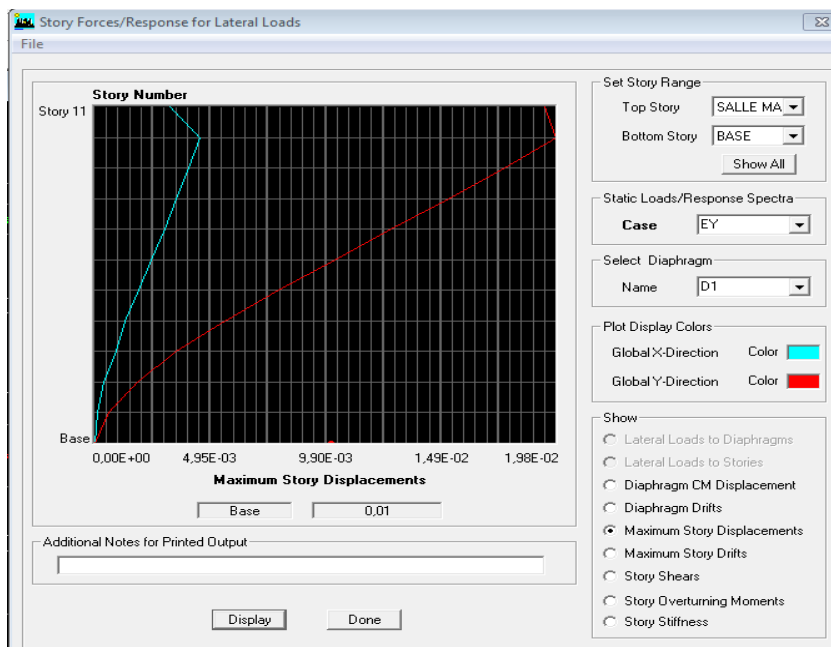 Story Forces/Response for Lateral Loads
File
Story Number
Story 11
Base
0,00E+00 4,95E-03 9,90E-03 1,49E-02 1,98E-02
Maximum Story Displacements
Base 0,01
Additional Notes for Printed Output
Display Done
Set Story Range
Top Story SALLE MA
Bottom Story BASE
Show All
Static Loads/Response Spectra
Case EY
Select Diaphragm
Name D1
Plot Display Colors
Global X-Direction Color
Global Y-Direction Color
Show
Lateral Loads to Diaphragms
Lateral Loads to Stories
Diaphragm CM Displacement
Diaphragm Drifts
Maximum Story Displacements
Maximum Story Drifts
Story Shears
Story Overturning Moments
Story Stiffness